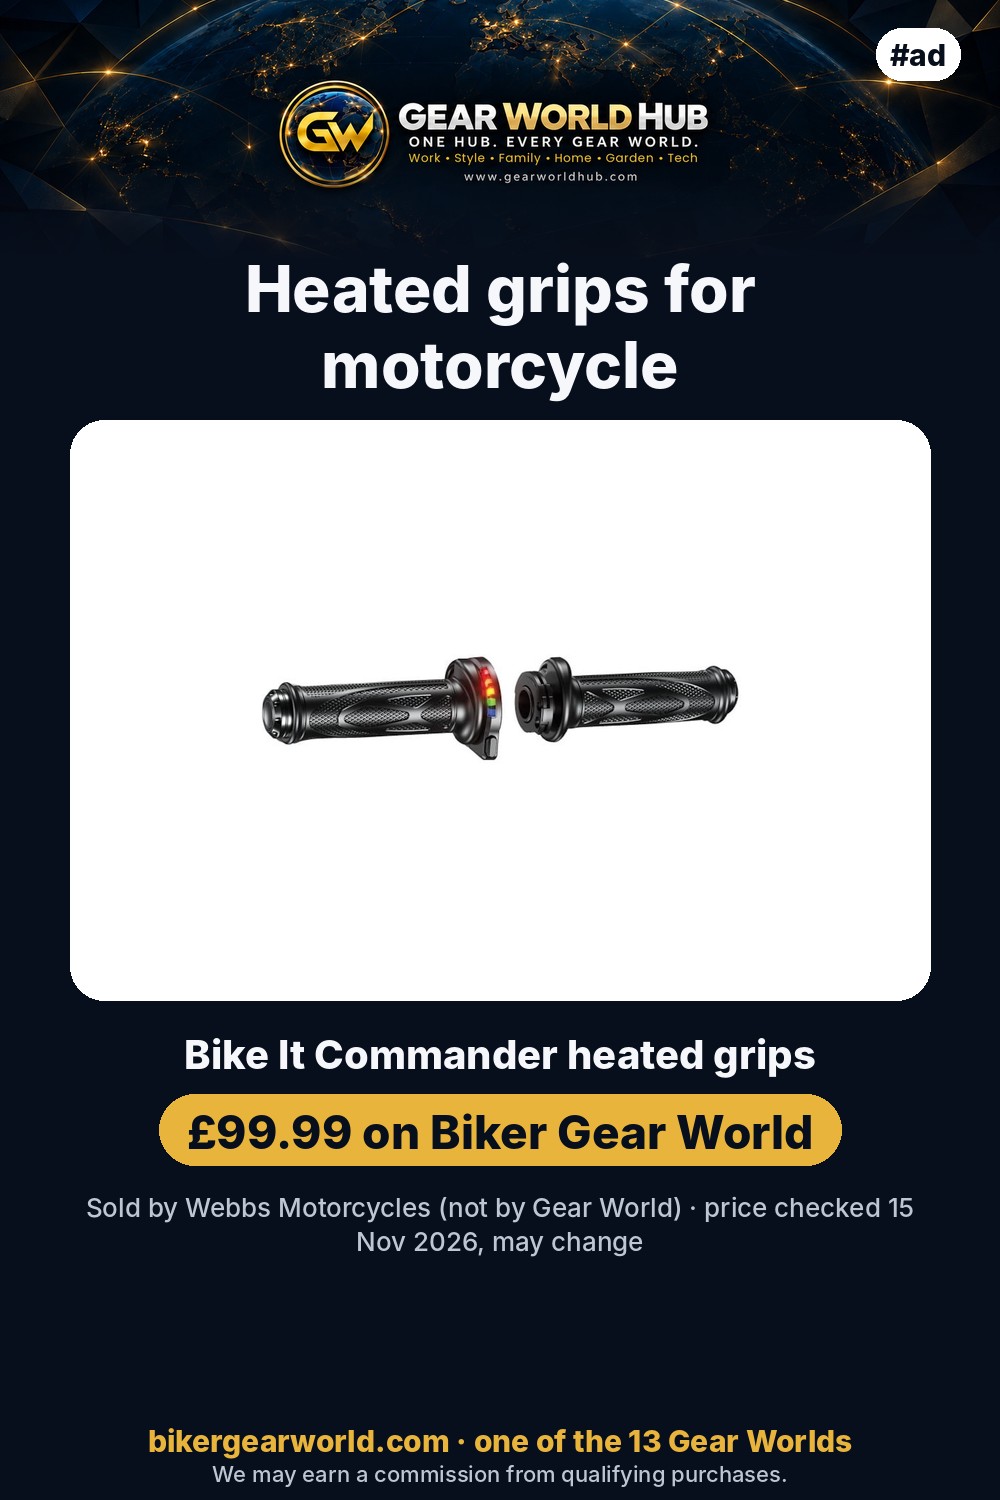 #ad
GW
GEAR WORLD HUB
ONE HUB. EVERY GEAR WORLD.
Work • Style • Family • Home • Garden • Tech
www.gearworldhub.com
Heated grips for
motorcycle
Bike It Commander heated grips
£99.99 on Biker Gear World
Sold by Webbs Motorcycles (not by Gear World) · price checked 15
Nov 2026, may change
bikergearworld.com · one of the 13 Gear Worlds
We may earn a commission from qualifying purchases.